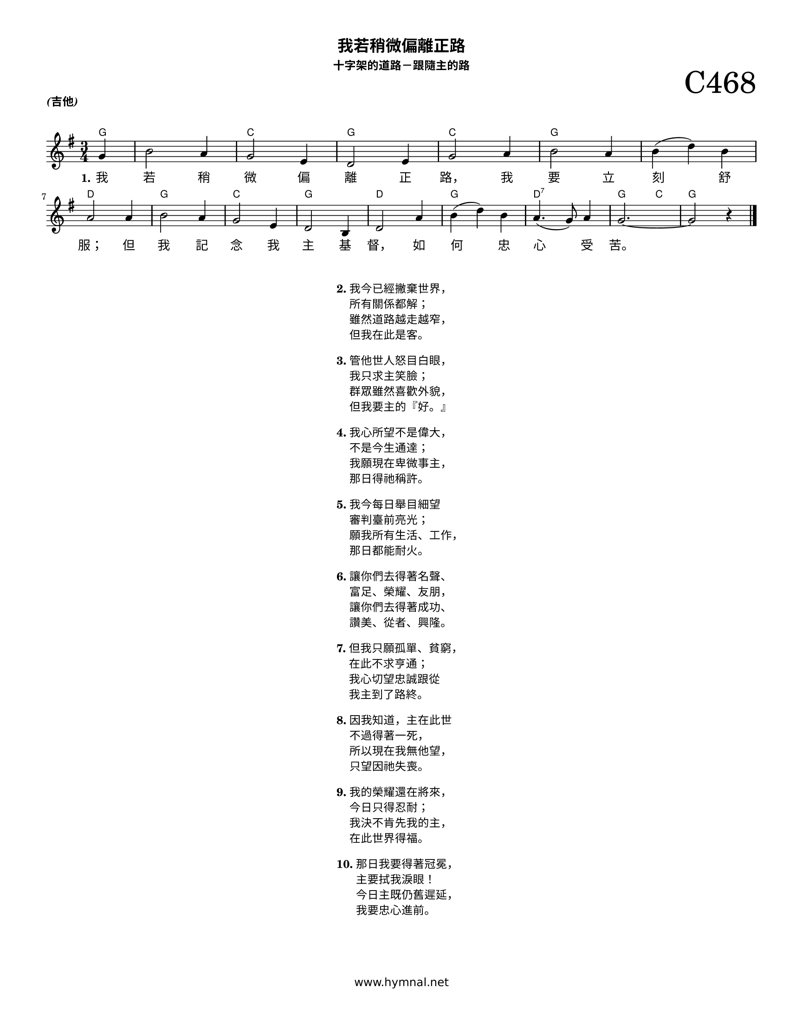 我若稍微偏離正路
十字架的道路－跟隨主的路
C468
(吉他)
G C G C G
1. 我 若 稍 微 偏 離 正 路， 我 要 立 刻 舒
7 D G C G D G D7 G C G
服； 但 我 記 念 我 主 基 督， 如 何 忠 心 受 苦。
2. 我今已經撇棄世界，
所有關係都解；
雖然道路越走越窄，
但我在此是客。
3. 管他世人怒目白眼，
我只求主笑臉；
群眾雖然喜歡外貌，
但我要主的『好。』
4. 我心所望不是偉大，
不是今生通達；
我願現在卑微事主，
那日得祂稱許。
5. 我今每日舉目細望
審判臺前亮光；
願我所有生活、工作，
那日都能耐火。
6. 讓你們去得著名聲、
富足、榮耀、友朋，
讓你們去得著成功、
讚美、從者、興隆。
7. 但我只願孤單、貧窮，
在此不求亨通；
我心切望忠誠跟從
我主到了路終。
8. 因我知道，主在此世
不過得著一死，
所以現在我無他望，
只望因祂失喪。
9. 我的榮耀還在將來，
今日只得忍耐；
我決不肯先我的主，
在此世界得福。
10. 那日我要得著冠冕，
主要拭我淚眼！
今日主既仍舊遲延，
我要忠心進前。
www.hymnal.net